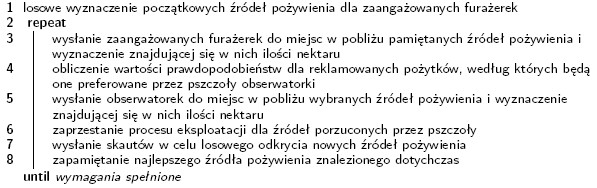 1 losowe wyznaczenie początkowych źródeł pożywienia dla zaangażowanych furażerek
2 repeat
3 wysłanie zaangażowanych furażerek do miejsc w pobliżu pamiętanych źródeł pożywienia i
wyznaczenie znajdującej się w nich ilości nektaru
4 obliczenie wartości prawdopodobieństw dla reklamowanych pożytków, według których będą
one preferowane przez pszczoły obserwatorki
5 wysłanie obserwatorek do miejsc w pobliżu wybranych źródeł pożywienia i wyznaczenie
znajdującej się w nich ilości nektaru
6 zaprzestanie procesu eksploatacji dla źródeł porzuconych przez pszczoły
7 wysłanie skautów w celu losowego odkrycia nowych źródeł pożywienia
8 zapamiętanie najlepszego źródła pożywienia znalezionego dotychczas
until wymagania spełnione